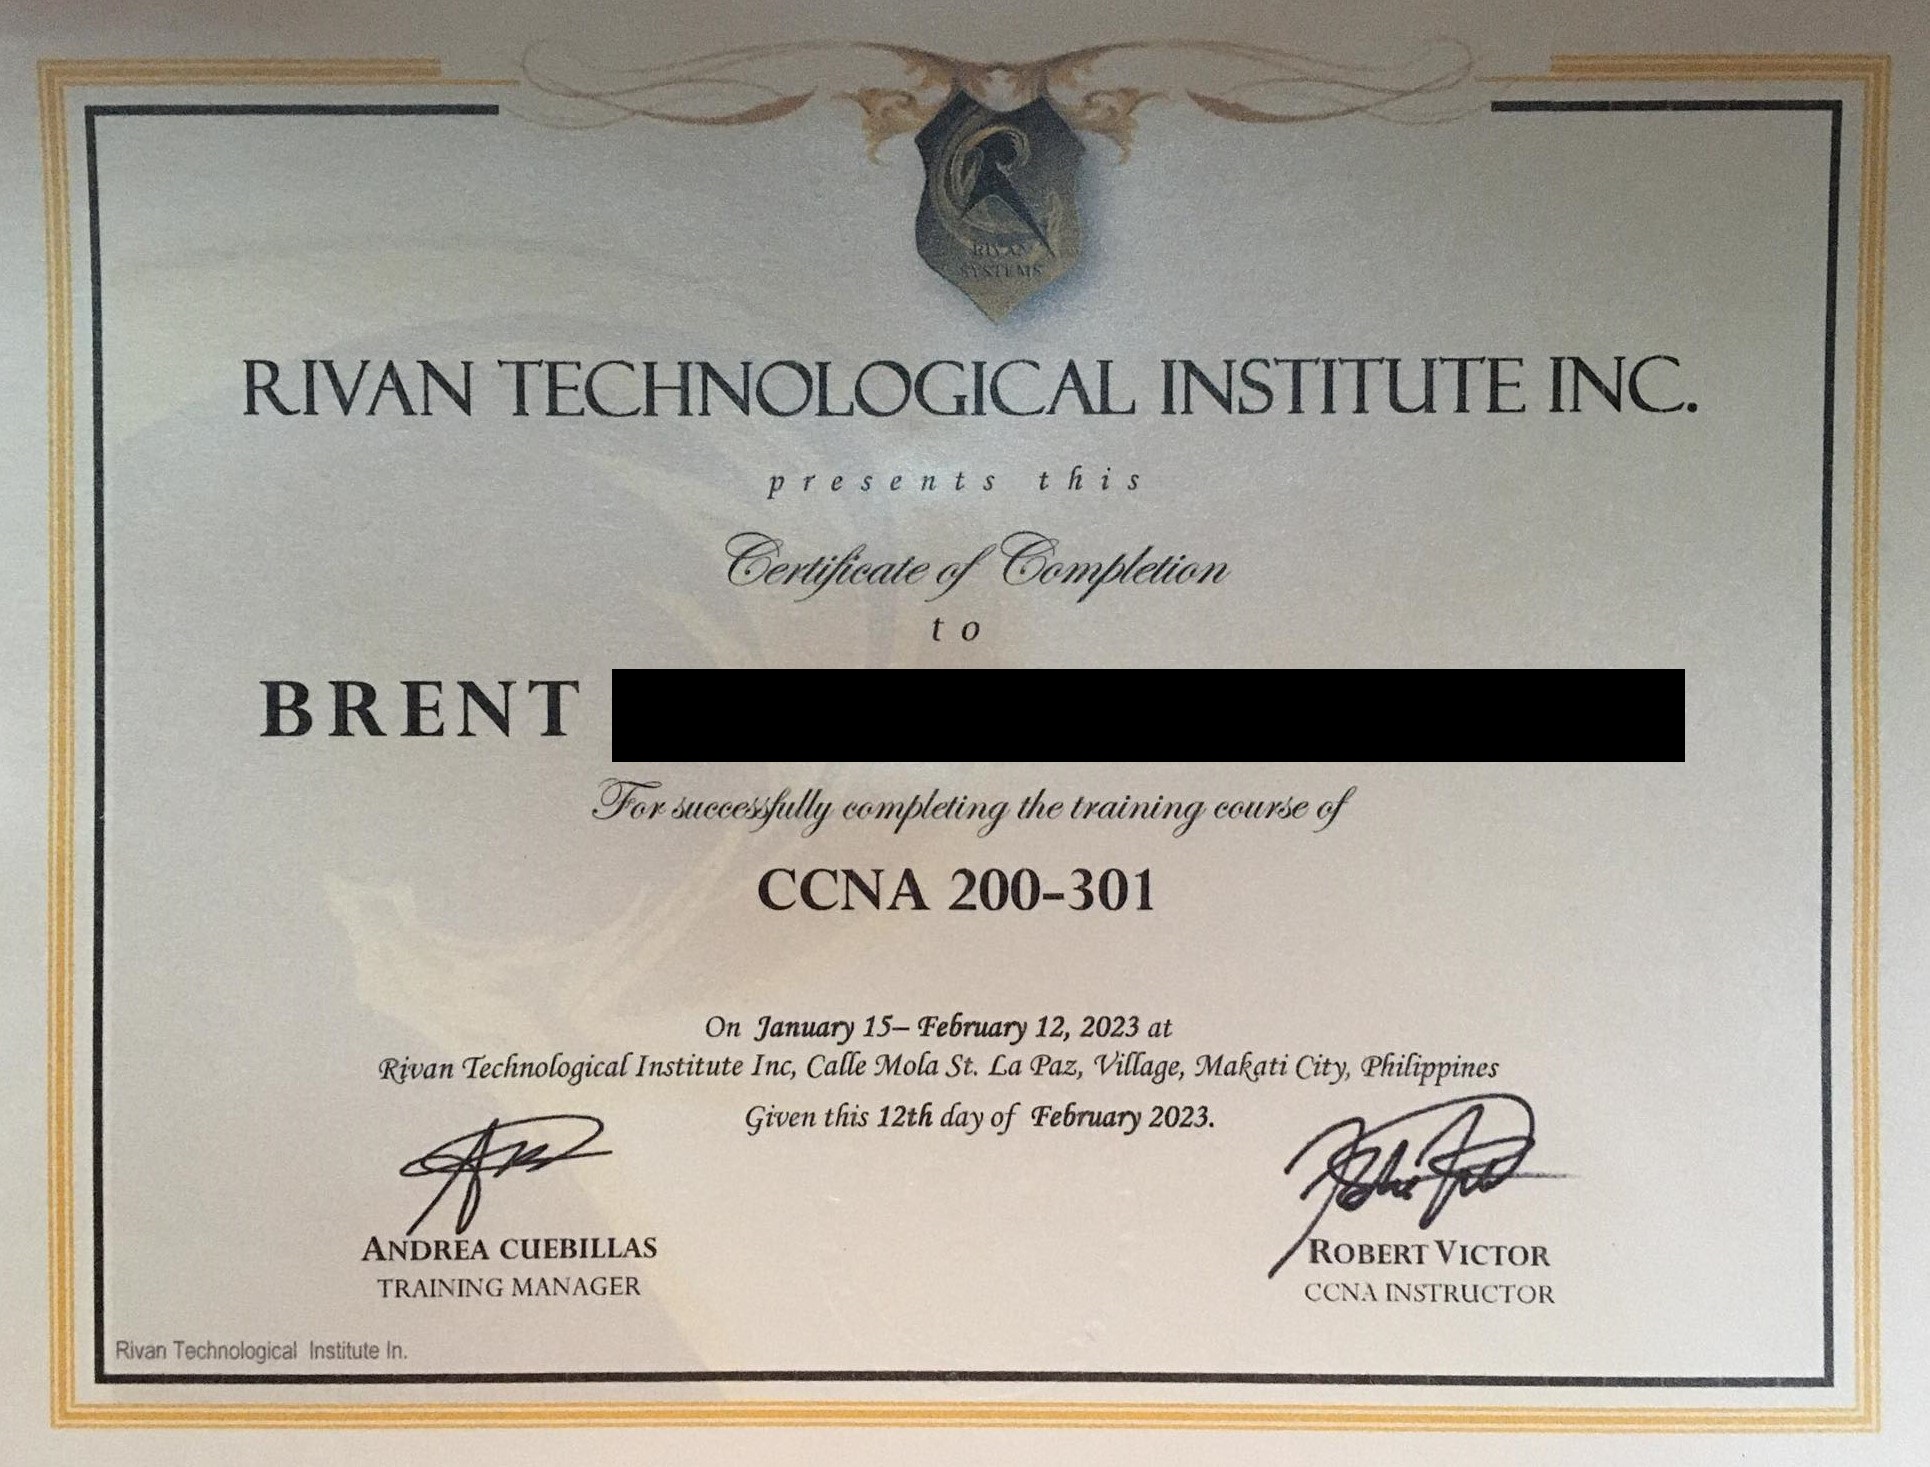 RIVAN
SYSTEMS
RIVAN TECHNOLOGICAL INSTITUTE INC.
presents this
Certificate of Completion
to
BRENT
For successfully completing the training course of
CCNA 200-301
On January 15– February 12, 2023 at
Rivan Technological Institute Inc, Calle Mola St. La Paz, Village, Makati City, Philippines
Given this 12th day of February 2023.
ANDREA CUEBILLAS
TRAINING MANAGER
ROBERT VICTOR
CCNA INSTRUCTOR
Rivan Technological Institute In.